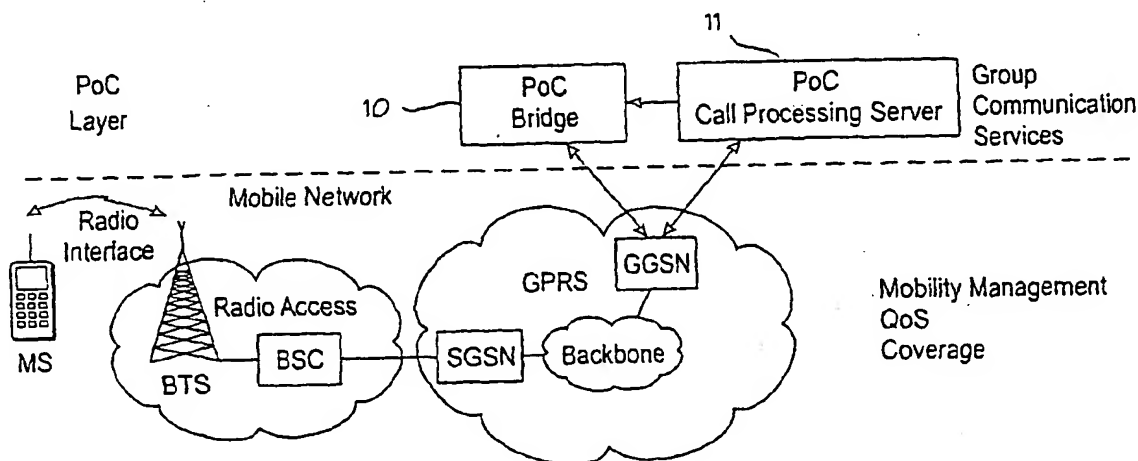 11
PoC
Layer
10
PoC
Bridge
PoC
Call Processing Server
Group
Communication
Services
Mobile Network
Radio
Interface
MS
Radio Access
BTS
BSC
GPRS
GGSN
SGSN
Backbone
Mobility Management
QoS
Coverage